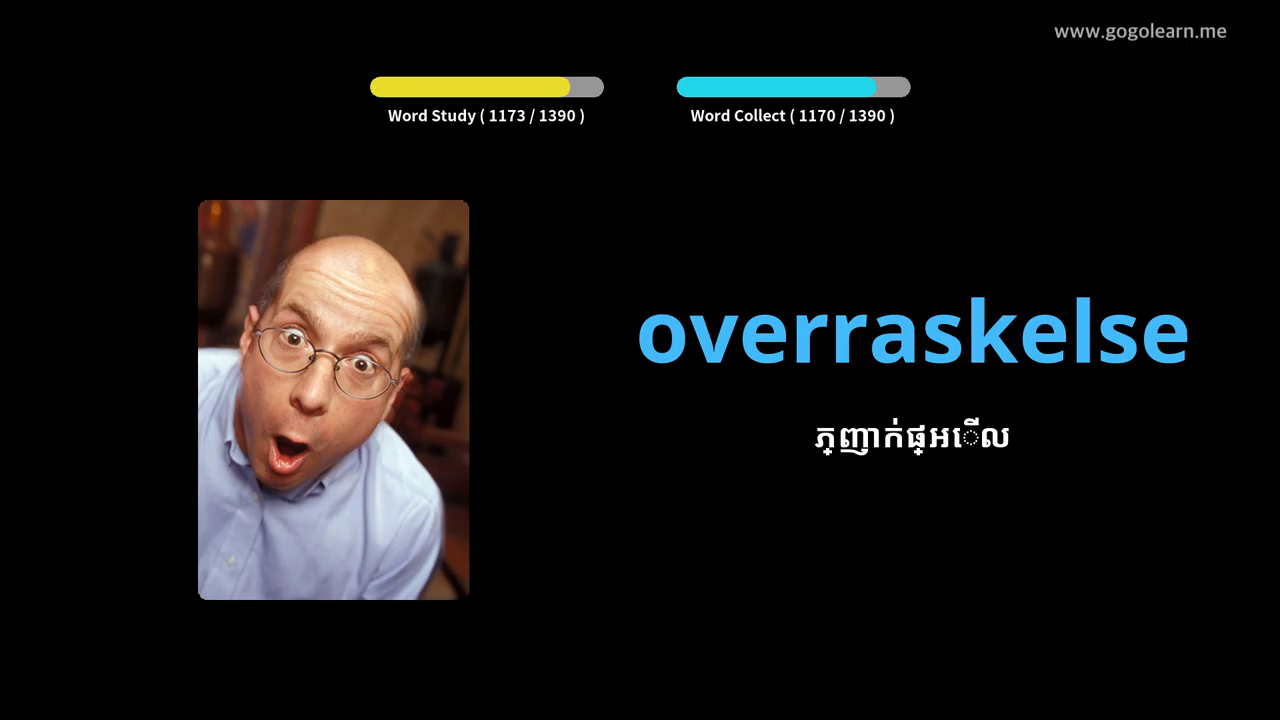 www.gogolearn.me
Word Study ( 1173 / 1390 )
Word Collect ( 1170 / 1390 )
overraskelse
ភ្ញាក់ផ្អើល